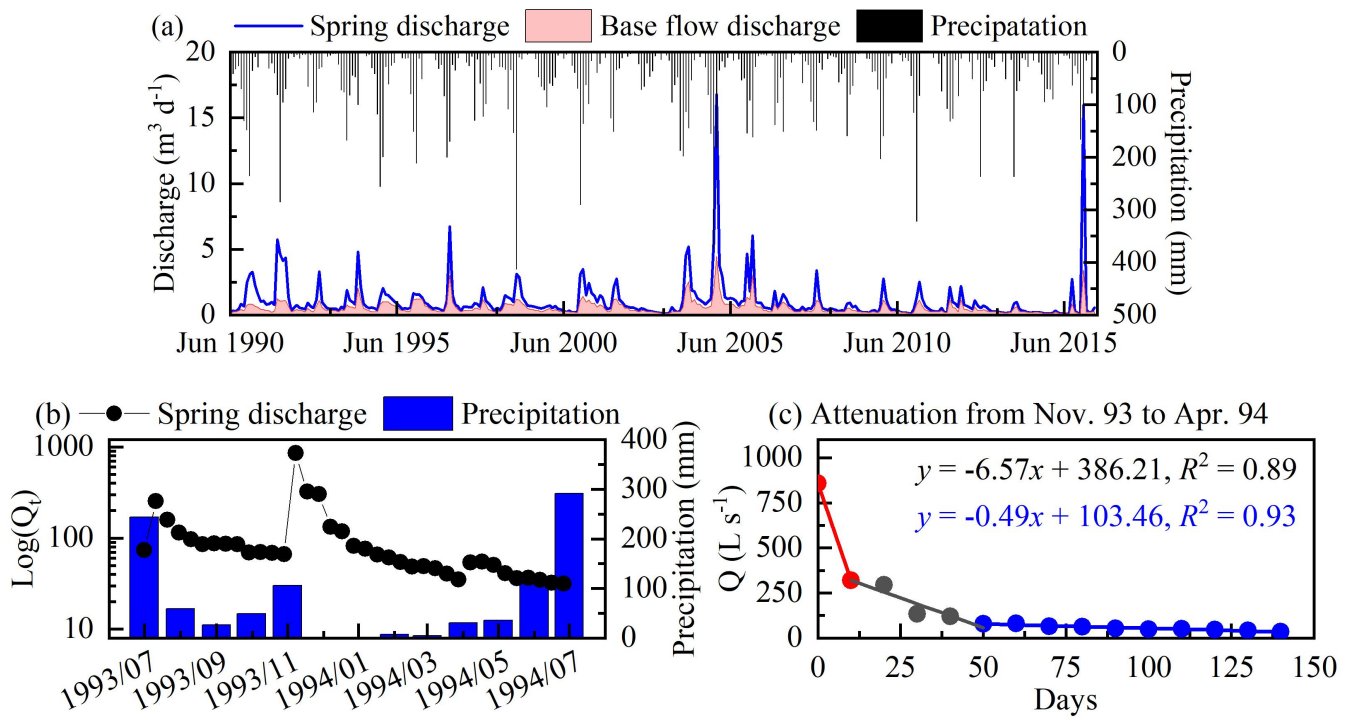 (a) Spring discharge Base flow discharge Precipatation
Discharge (m³ d⁻¹)
20
15
10
5
0
0
100
200
300
400
500
Precipitation (mm)
Jun 1990 Jun 1995 Jun 2000 Jun 2005 Jun 2010 Jun 2015
(b) Spring discharge Precipitation
Log(Qt)
1000
100
10
400
300
200
100
0
Precipitation (mm)
1993/07 1993/09 1993/11 1994/01 1994/03 1994/05 1994/07
(c) Attenuation from Nov. 93 to Apr. 94
Q (L s⁻¹)
1000
750
500
250
0
y = -6.57x + 386.21, R² = 0.89
y = -0.49x + 103.46, R² = 0.93
0 25 50 75 100 125 150
Days